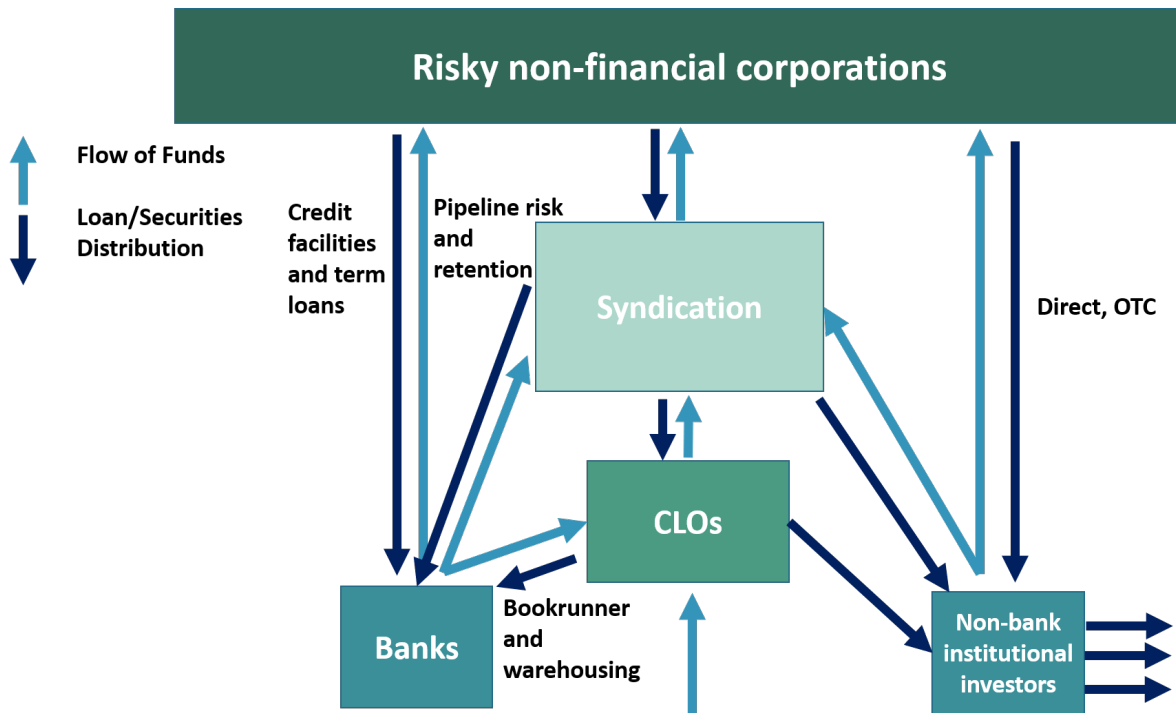 Risky non-financial corporations
Flow of Funds
Loan/Securities
Distribution
Credit
facilities
and term
loans
Pipeline risk
and
retention
Syndication
Direct, OTC
CLOs
Banks
Bookrunner
and
warehousing
Non-bank
institutional
investors